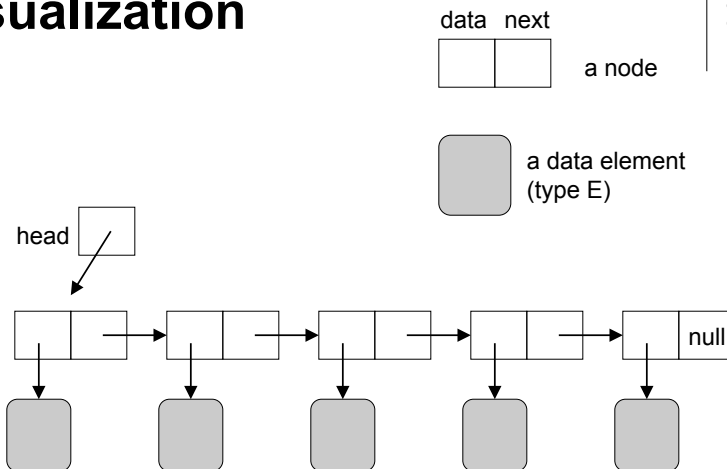 sualization
data next
a node
a data element
(type E)
head
null